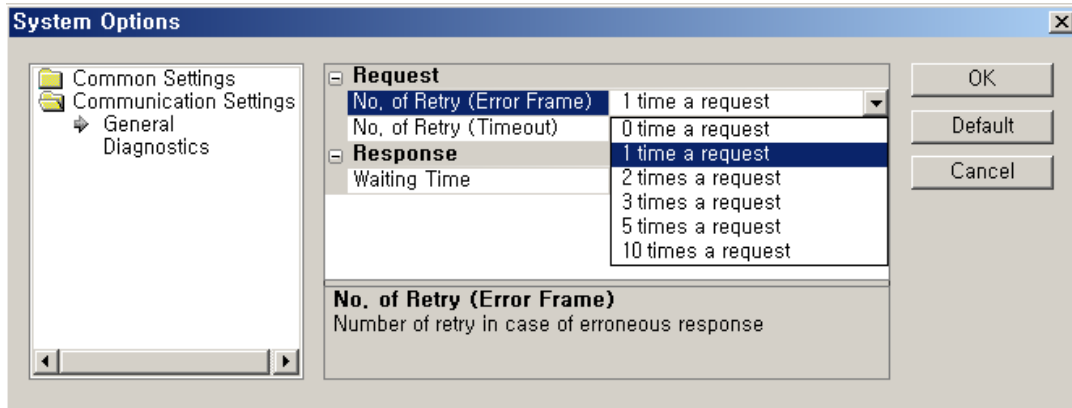 System Options
Common Settings
Communication Settings
General
Diagnostics
Request
No. of Retry (Error Frame) 1 time a request
No. of Retry (Timeout)
Response
Waiting Time
0 time a request
1 time a request
2 times a request
3 times a request
5 times a request
10 times a request
No. of Retry (Error Frame)
Number of retry in case of erroneous response
OK
Default
Cancel